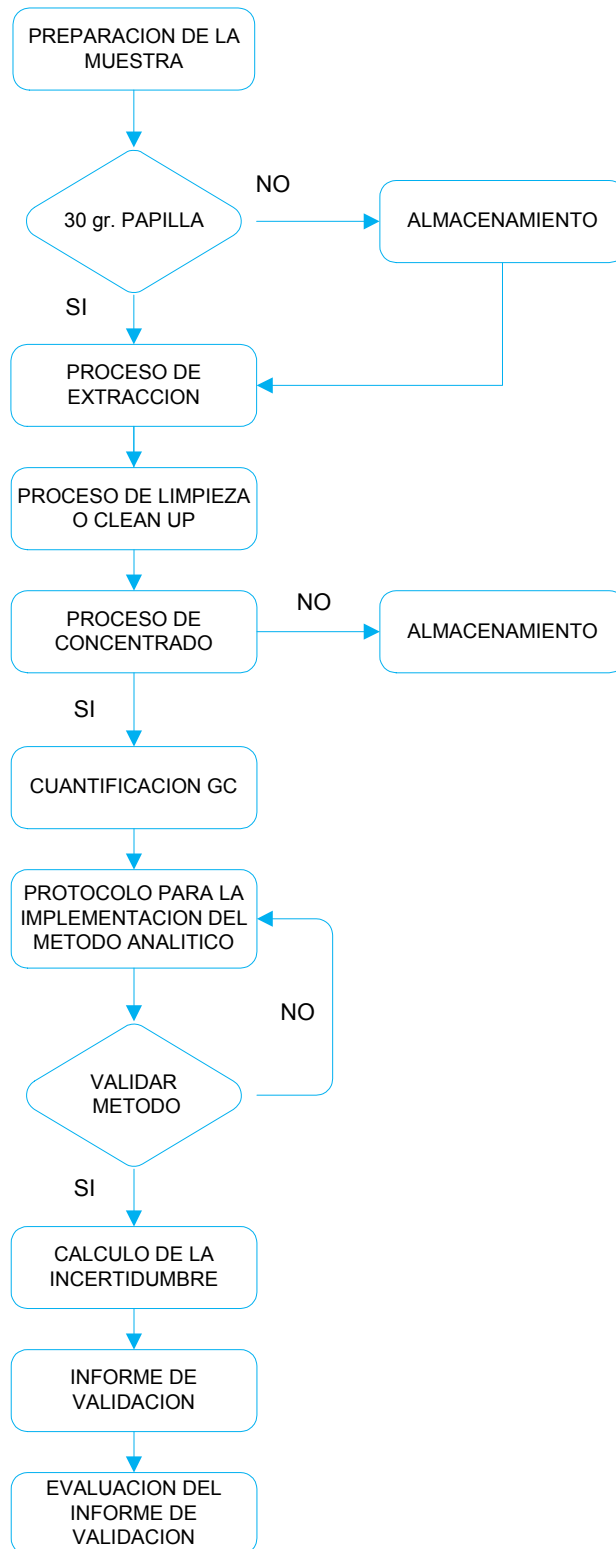 PREPARACION DE LA
MUESTRA
NO
30 gr. PAPILLA
ALMACENAMIENTO
SI
PROCESO DE
EXTRACCION
PROCESO DE LIMPIEZA
O CLEAN UP
NO
PROCESO DE
CONCENTRADO
ALMACENAMIENTO
SI
CUANTIFICACION GC
PROTOCOLO PARA LA
IMPLEMENTACION DEL
METODO ANALITICO
NO
VALIDAR
METODO
SI
CALCULO DE LA
INCERTIDUMBRE
INFORME DE
VALIDACION
EVALUACION DEL
INFORME DE
VALIDACION